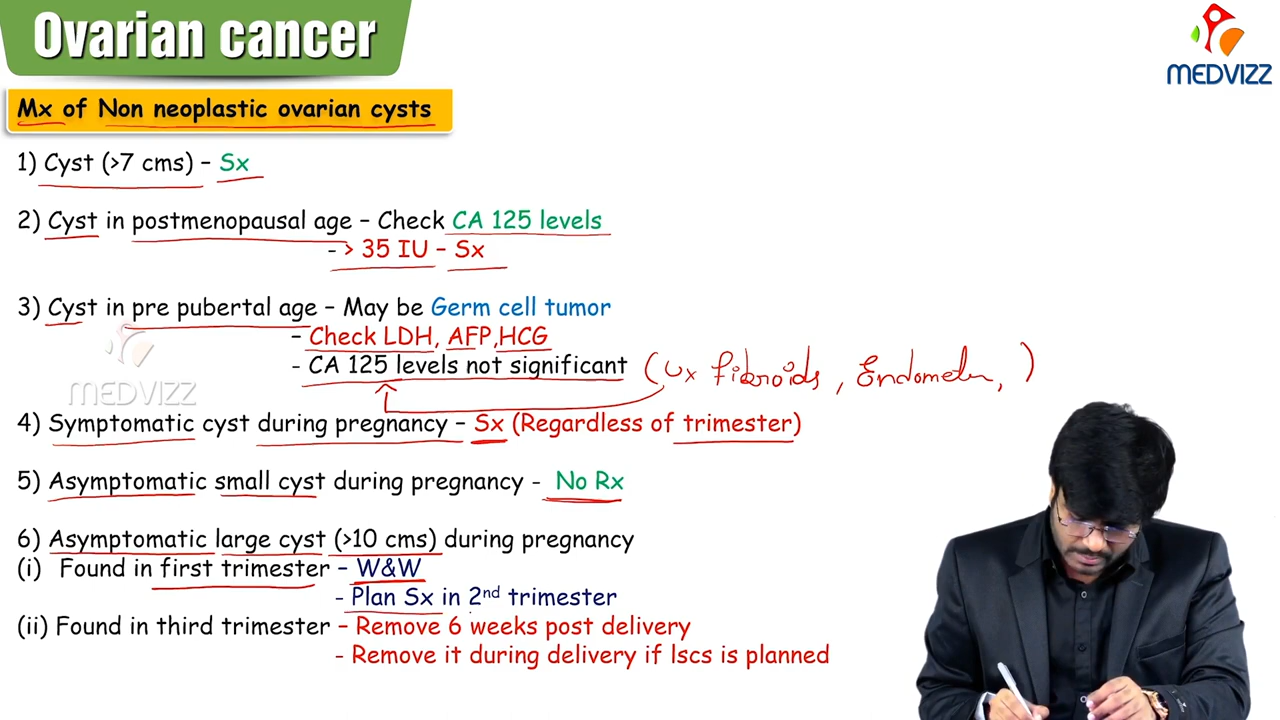 Ovarian cancer
MEDVIZZ
Mx of Non neoplastic ovarian cysts
1) Cyst (>7 cms) – Sx
2) Cyst in postmenopausal age – Check CA 125 levels
- > 35 IU – Sx
3) Cyst in pre pubertal age – May be Germ cell tumor
– Check LDH, AFP,HCG
- CA 125 levels not significant (Ux fibroids, Endometr
MEDVIZZ
4) Symptomatic cyst during pregnancy – Sx (Regardless of trimester)
5) Asymptomatic small cyst during pregnancy - No Rx
6) Asymptomatic large cyst (>10 cms) during pregnancy
(i) Found in first trimester – W&W
- Plan Sx in 2nd trimester
(ii) Found in third trimester – Remove 6 weeks post delivery
- Remove it during delivery if lscs is planned